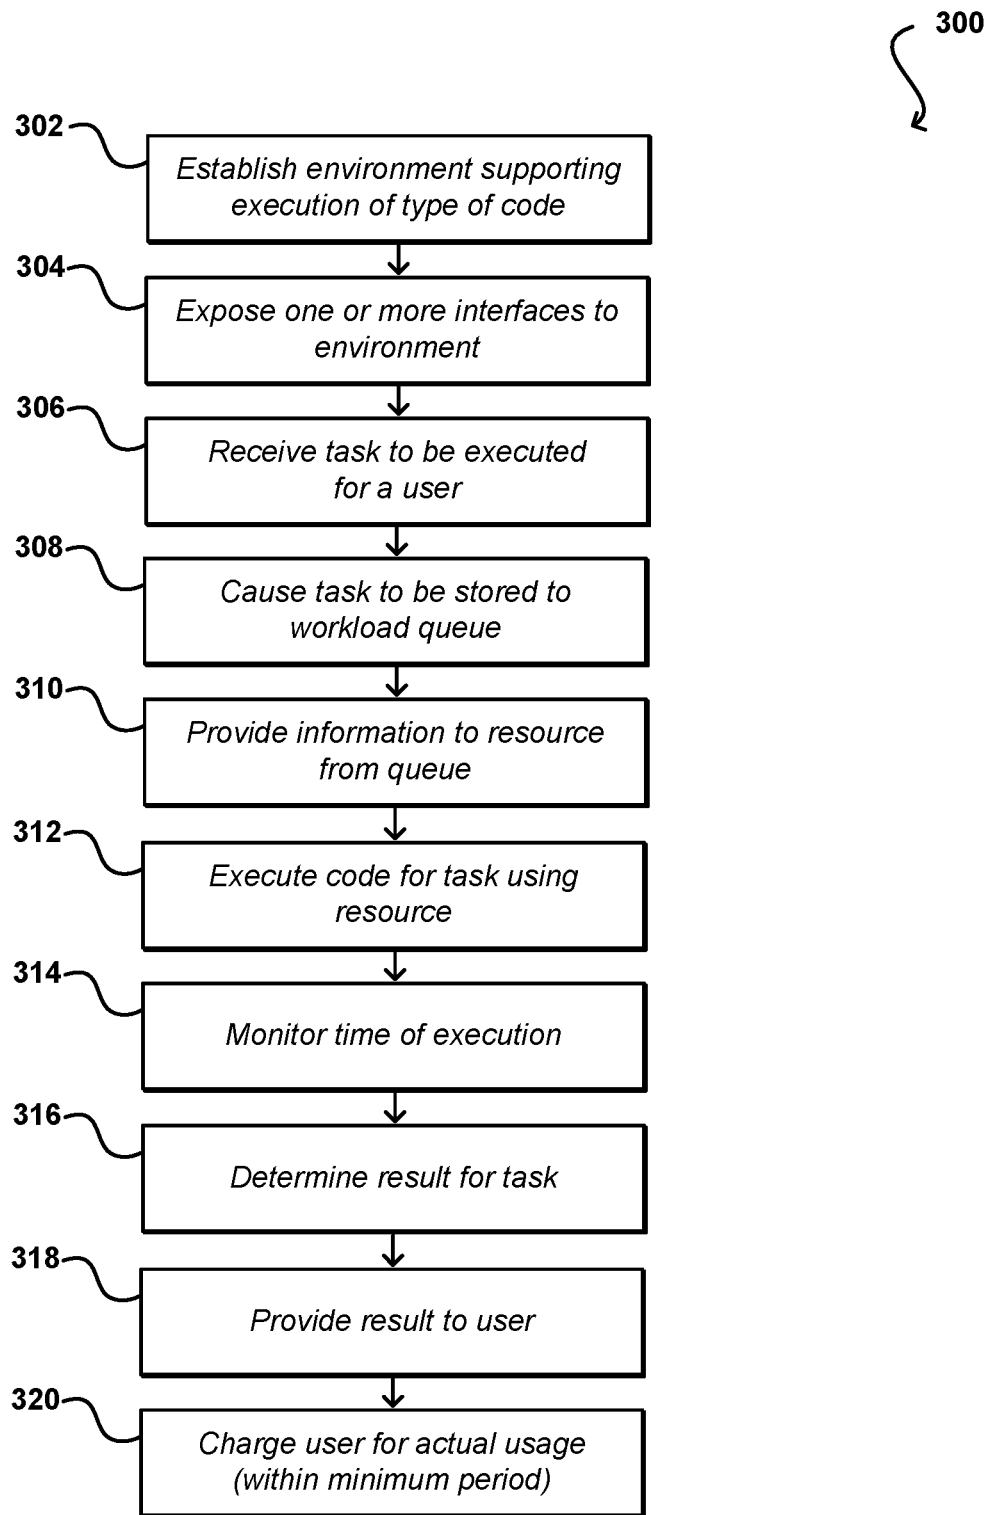 300
302
Establish environment supporting
execution of type of code
304
Expose one or more interfaces to
environment
306
Receive task to be executed
for a user
308
Cause task to be stored to
workload queue
310
Provide information to resource
from queue
312
Execute code for task using
resource
314
Monitor time of execution
316
Determine result for task
318
Provide result to user
320
Charge user for actual usage
(within minimum period)